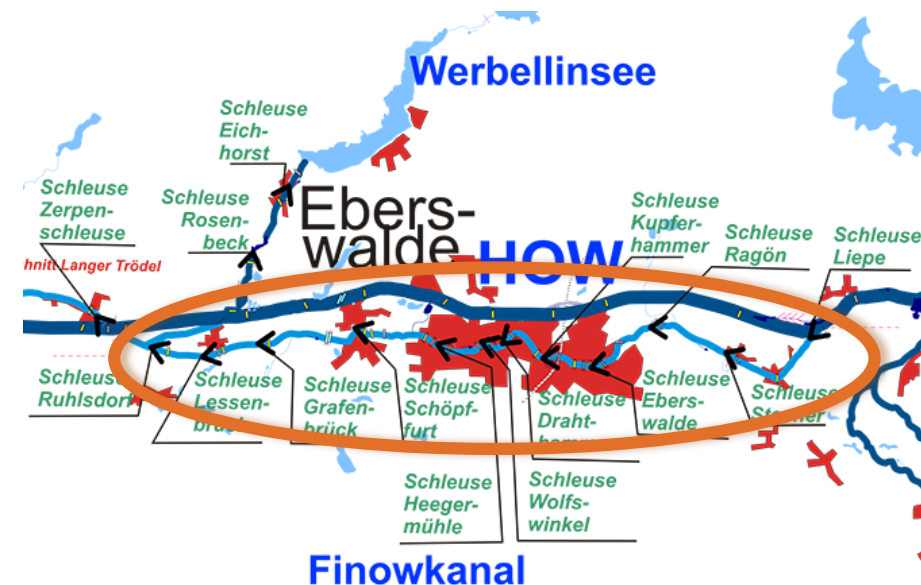 Werbellinsee
Schleuse
Eich-
horst
Schleuse
Zerpen-
schleuse
Schleuse
Rosen-
beck
Ebers-
walde
HOW
Schleuse
Kupfer-
hammer
Schleuse
Ragön
Schleuse
Liepe
hnitt Langer Trödel
Schleuse
Ruhlsdorf
Schleuse
Lessen-
Schleuse
Grafen-
brück
Schleuse
Schöpf-
furt
Schleuse
Draht-
Schleuse
Ebers-
walde
Schleuse
Schleuse
Heeger-
mühle
Schleuse
Wolfs-
winkel
Finowkanal